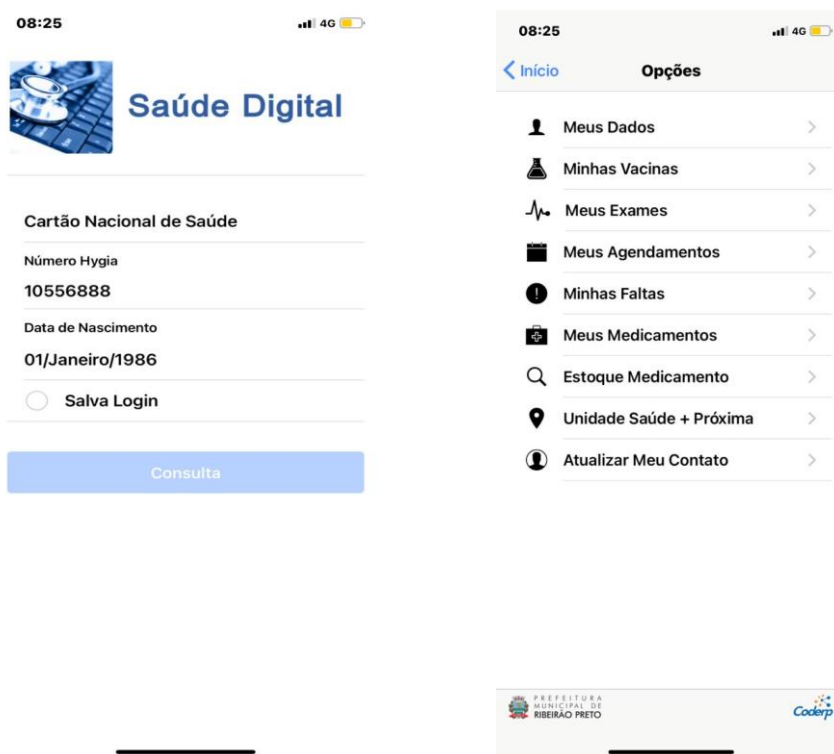 08:25
4G
Saúde Digital
Cartão Nacional de Saúde
Número Hygia
10556888
Data de Nascimento
01/Janeiro/1986
Salva Login
Consulta
08:25
4G
Início
Opções
Meus Dados
Minhas Vacinas
Meus Exames
Meus Agendamentos
Minhas Faltas
Meus Medicamentos
Estoque Medicamento
Unidade Saúde + Próxima
Atualizar Meu Contato
PREFEITURA
MUNICIPAL DE
RIBEIRÃO PRETO
Coderp